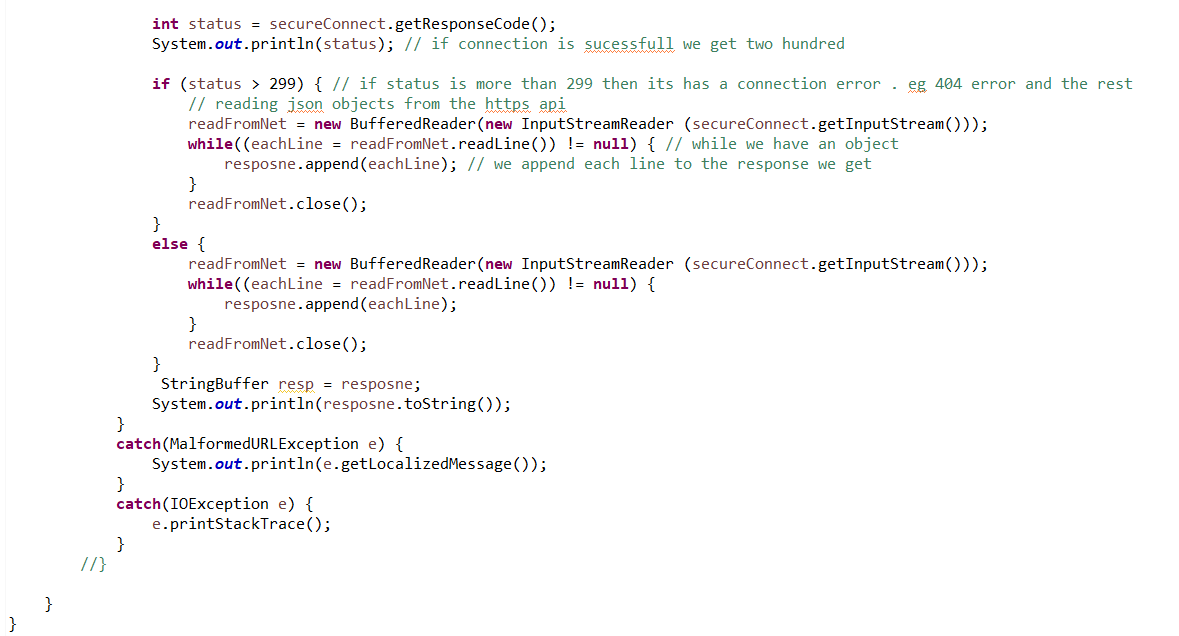 int status = secureConnect.getResponseCode();
System.out.println(status); // if connection is sucessfull we get two hundred
if (status > 299) { // if status is more than 299 then its has a connection error . eg 404 error and the rest
// reading json objects from the https api
readFromNet = new BufferedReader(new InputStreamReader (secureConnect.getInputStream()));
while((eachLine = readFromNet.readLine()) != null) { // while we have an object
resposne.append(eachLine); // we append each line to the response we get
}
readFromNet.close();
}
else {
readFromNet = new BufferedReader(new InputStreamReader (secureConnect.getInputStream()));
while((eachLine = readFromNet.readLine()) != null) {
resposne.append(eachLine);
}
readFromNet.close();
}
StringBuffer resp = resposne;
System.out.println(resposne.toString());
}
catch(MalformedURLException e) {
System.out.println(e.getLocalizedMessage());
}
catch(IOException e) {
e.printStackTrace();
}
//}
}
}